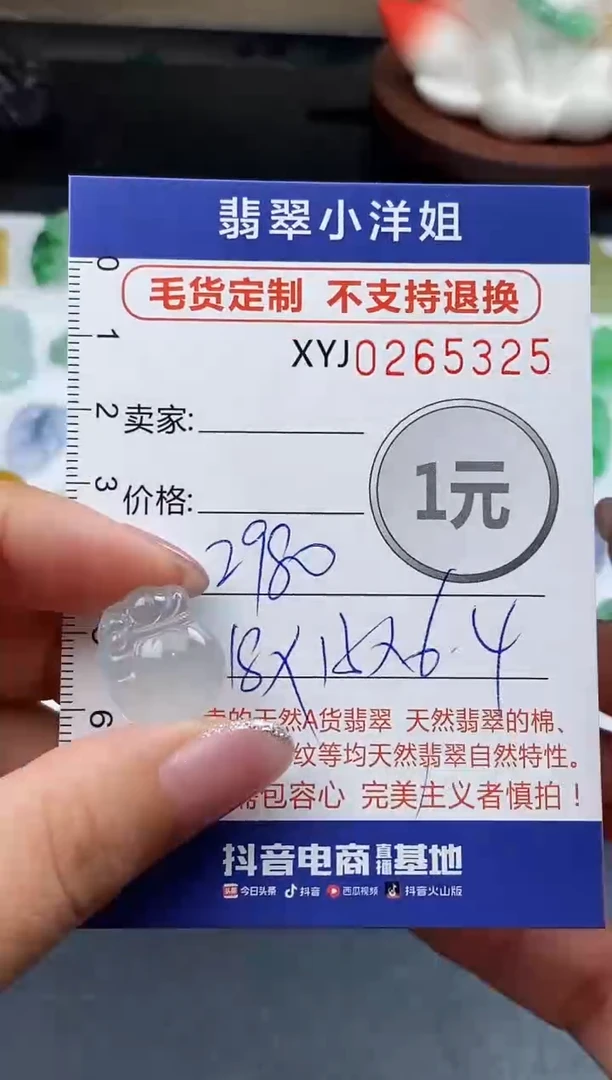 翡翠小洋姐
毛货定制 不支持退换
XYJ0265325
0
1
2
3
6
卖家:
1元
价格:
2980
18X15X6.4
的天然A货翡翠 天然翡翠的棉、
纹等均天然翡翠自然特性。
包容心 完美主义者慎拍！
抖音电商直播基地
头条 今日头条 抖音 西瓜视频 抖音火山版